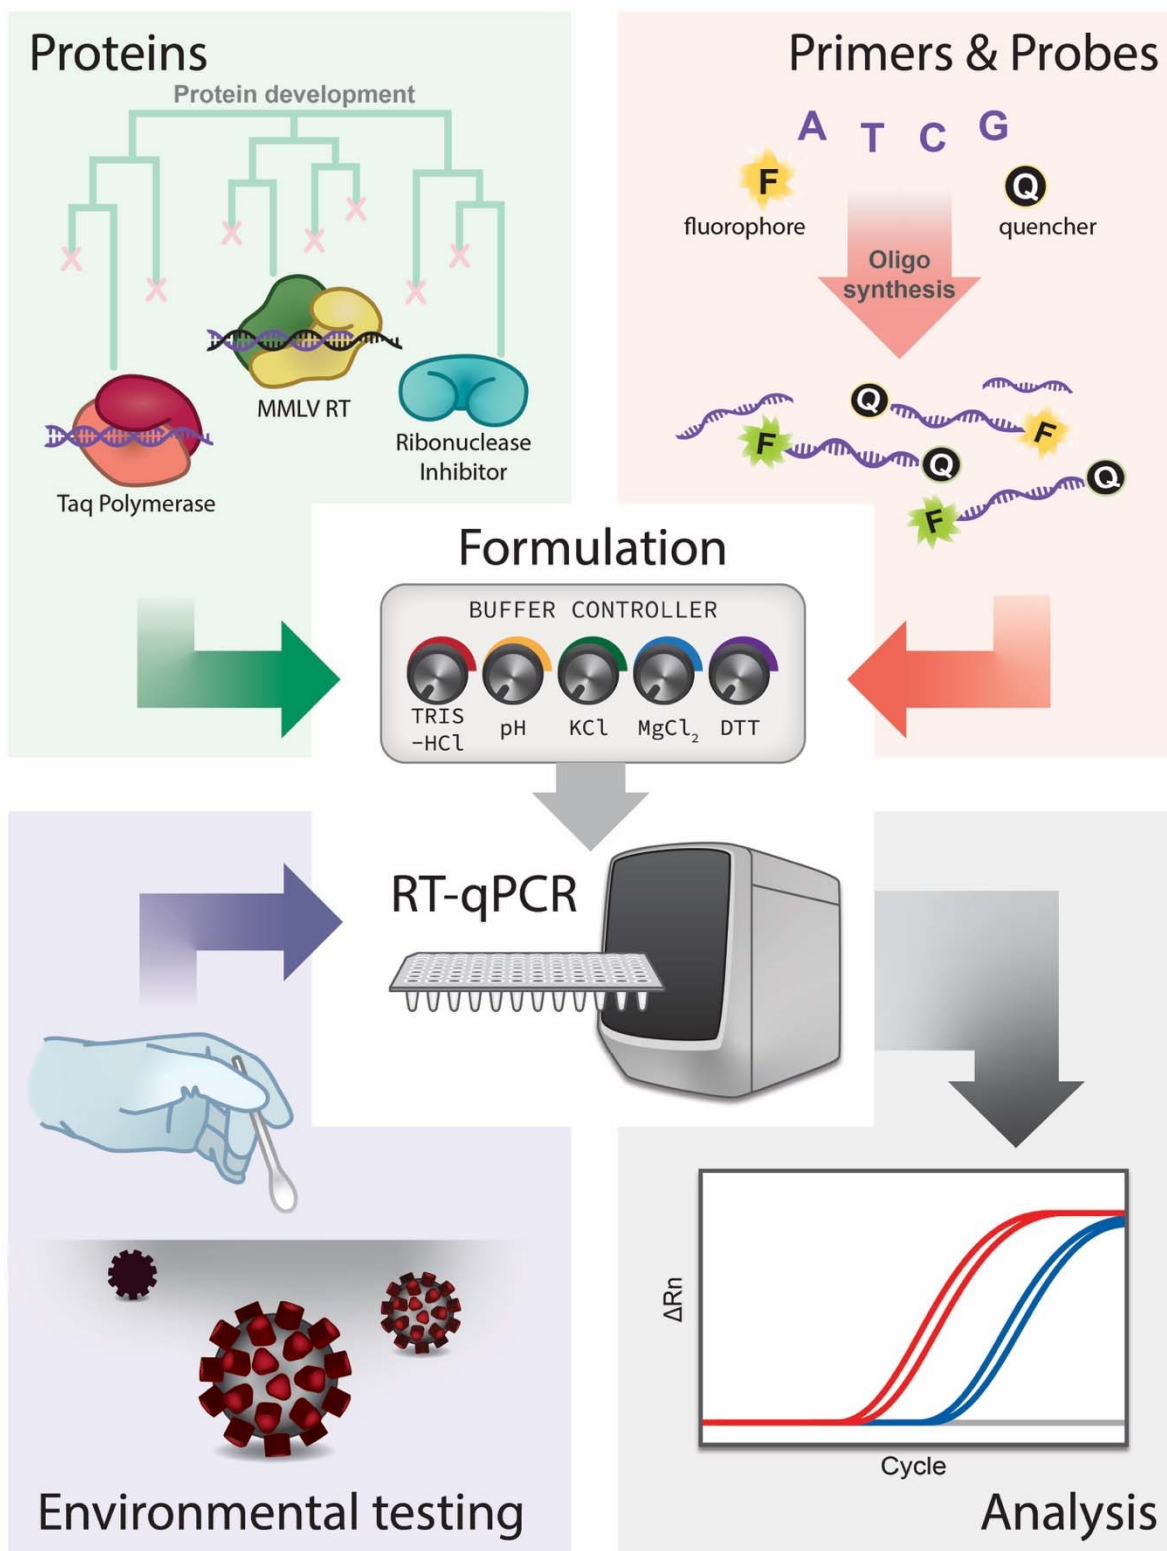 Proteins
Protein development
Taq Polymerase
MMLV RT
Ribonuclease
Inhibitor
Primers & Probes
A T C G
F
fluorophore
Q
quencher
Oligo
synthesis
Q
F
F
Q
Q
F
Formulation
BUFFER CONTROLLER
TRIS
-HCl
pH
KCl
MgCl₂
DTT
RT-qPCR
Environmental testing
ΔRn
Cycle
Analysis